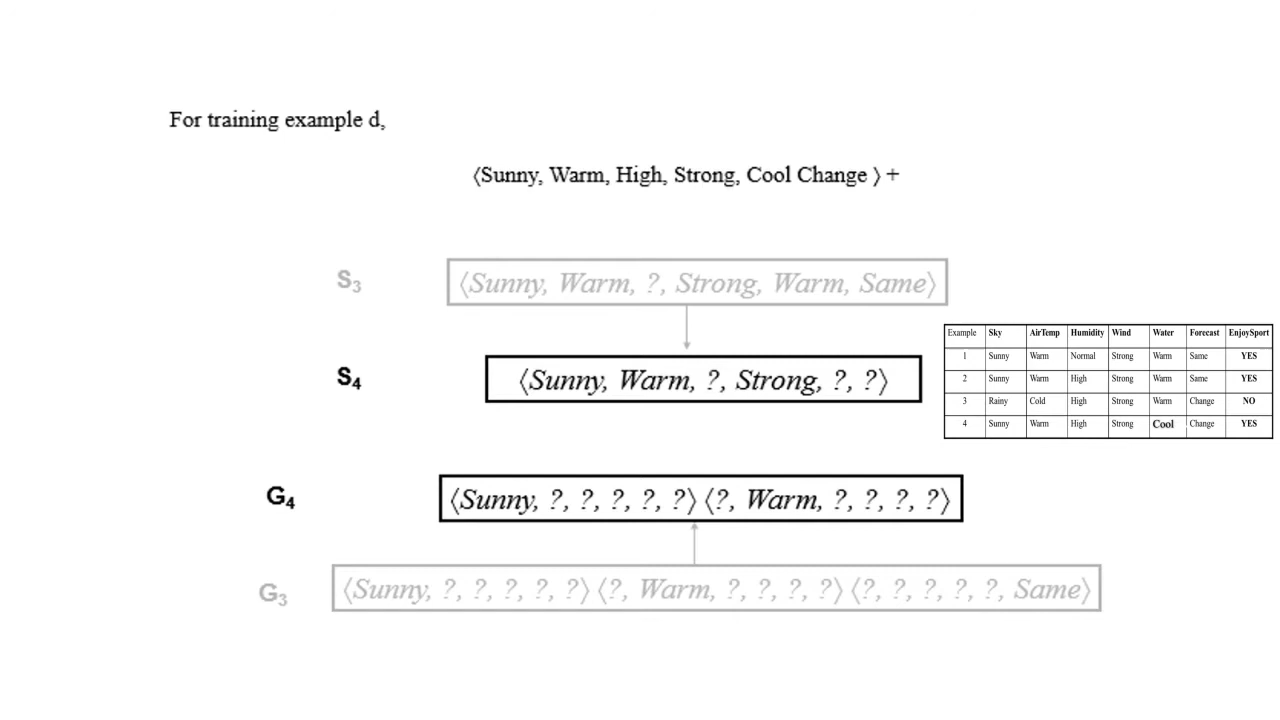 For training example d,
⟨Sunny, Warm, High, Strong, Cool Change ⟩ +
S3 ⟨Sunny, Warm, ?, Strong, Warm, Same⟩
S4 ⟨Sunny, Warm, ?, Strong, ?, ?⟩
Example Sky AirTemp Humidity Wind Water Forecast EnjoySport
1 Sunny Warm Normal Strong Warm Same YES
2 Sunny Warm High Strong Warm Same YES
3 Rainy Cold High Strong Warm Change NO
4 Sunny Warm High Strong Cool Change YES
G4 ⟨Sunny, ?, ?, ?, ?, ?⟩ ⟨?, Warm, ?, ?, ?, ?⟩
G3 ⟨Sunny, ?, ?, ?, ?, ?⟩ ⟨?, Warm, ?, ?, ?, ?⟩ ⟨?, ?, ?, ?, ?, Same⟩